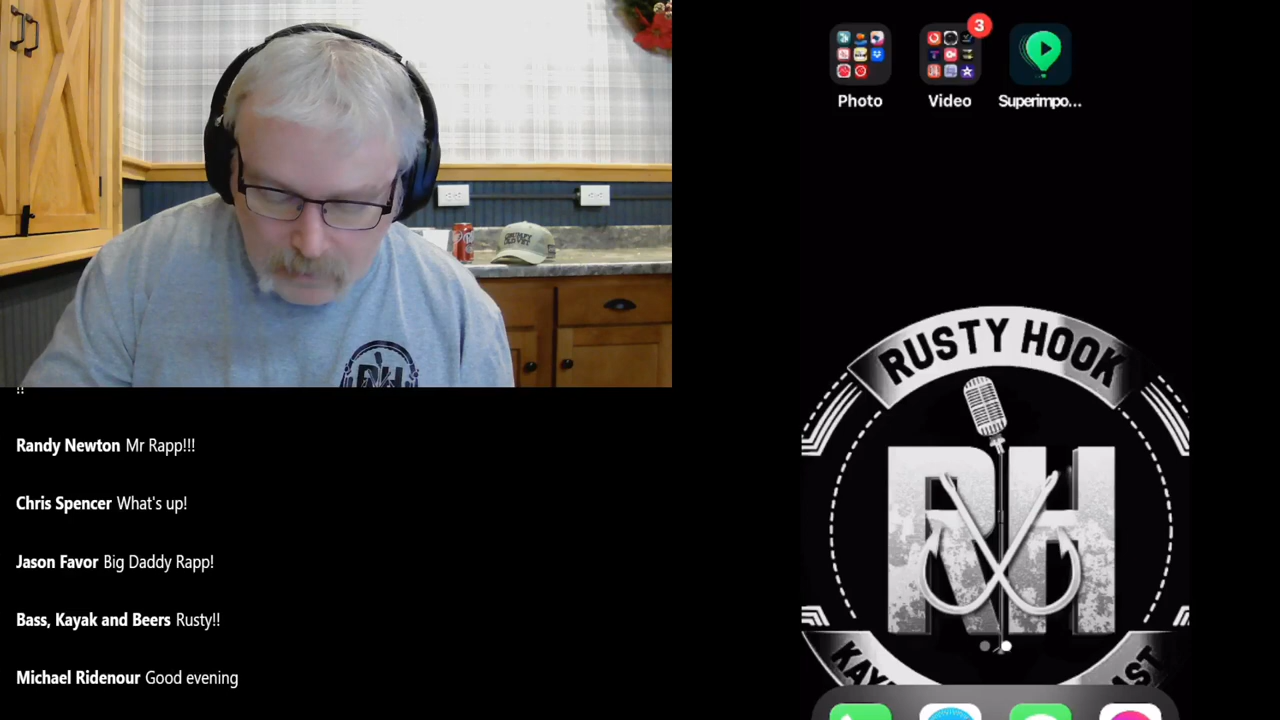 3
Photo
Video
Superimpo...
RUSTY HOOK
RH
RH
!!
Randy Newton Mr Rapp!!!
Chris Spencer What's up!
Jason Favor Big Daddy Rapp!
Bass, Kayak and Beers Rusty!!
Michael Ridenour Good evening